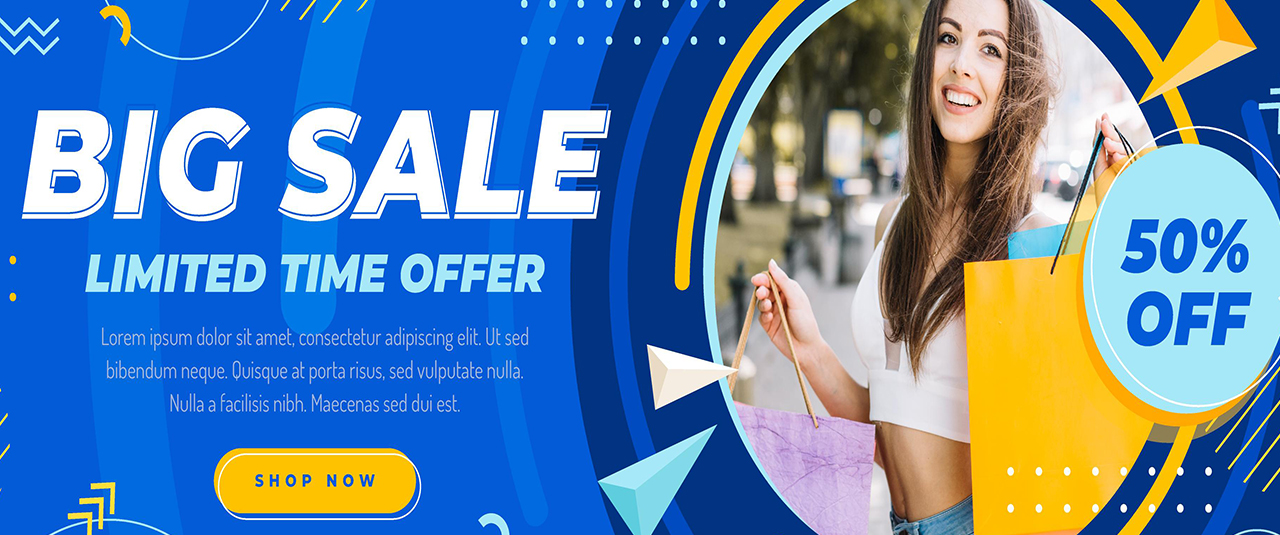 BIG SALE
LIMITED TIME OFFER
Lorem ipsum dolor sit amet, consectetur adipiscing elit. Ut sed
bibendum neque. Quisque at porta risus, sed vulputate nulla.
Nulla a facilisis nibh. Maecenas sed dui est.
SHOP NOW
50%
OFF